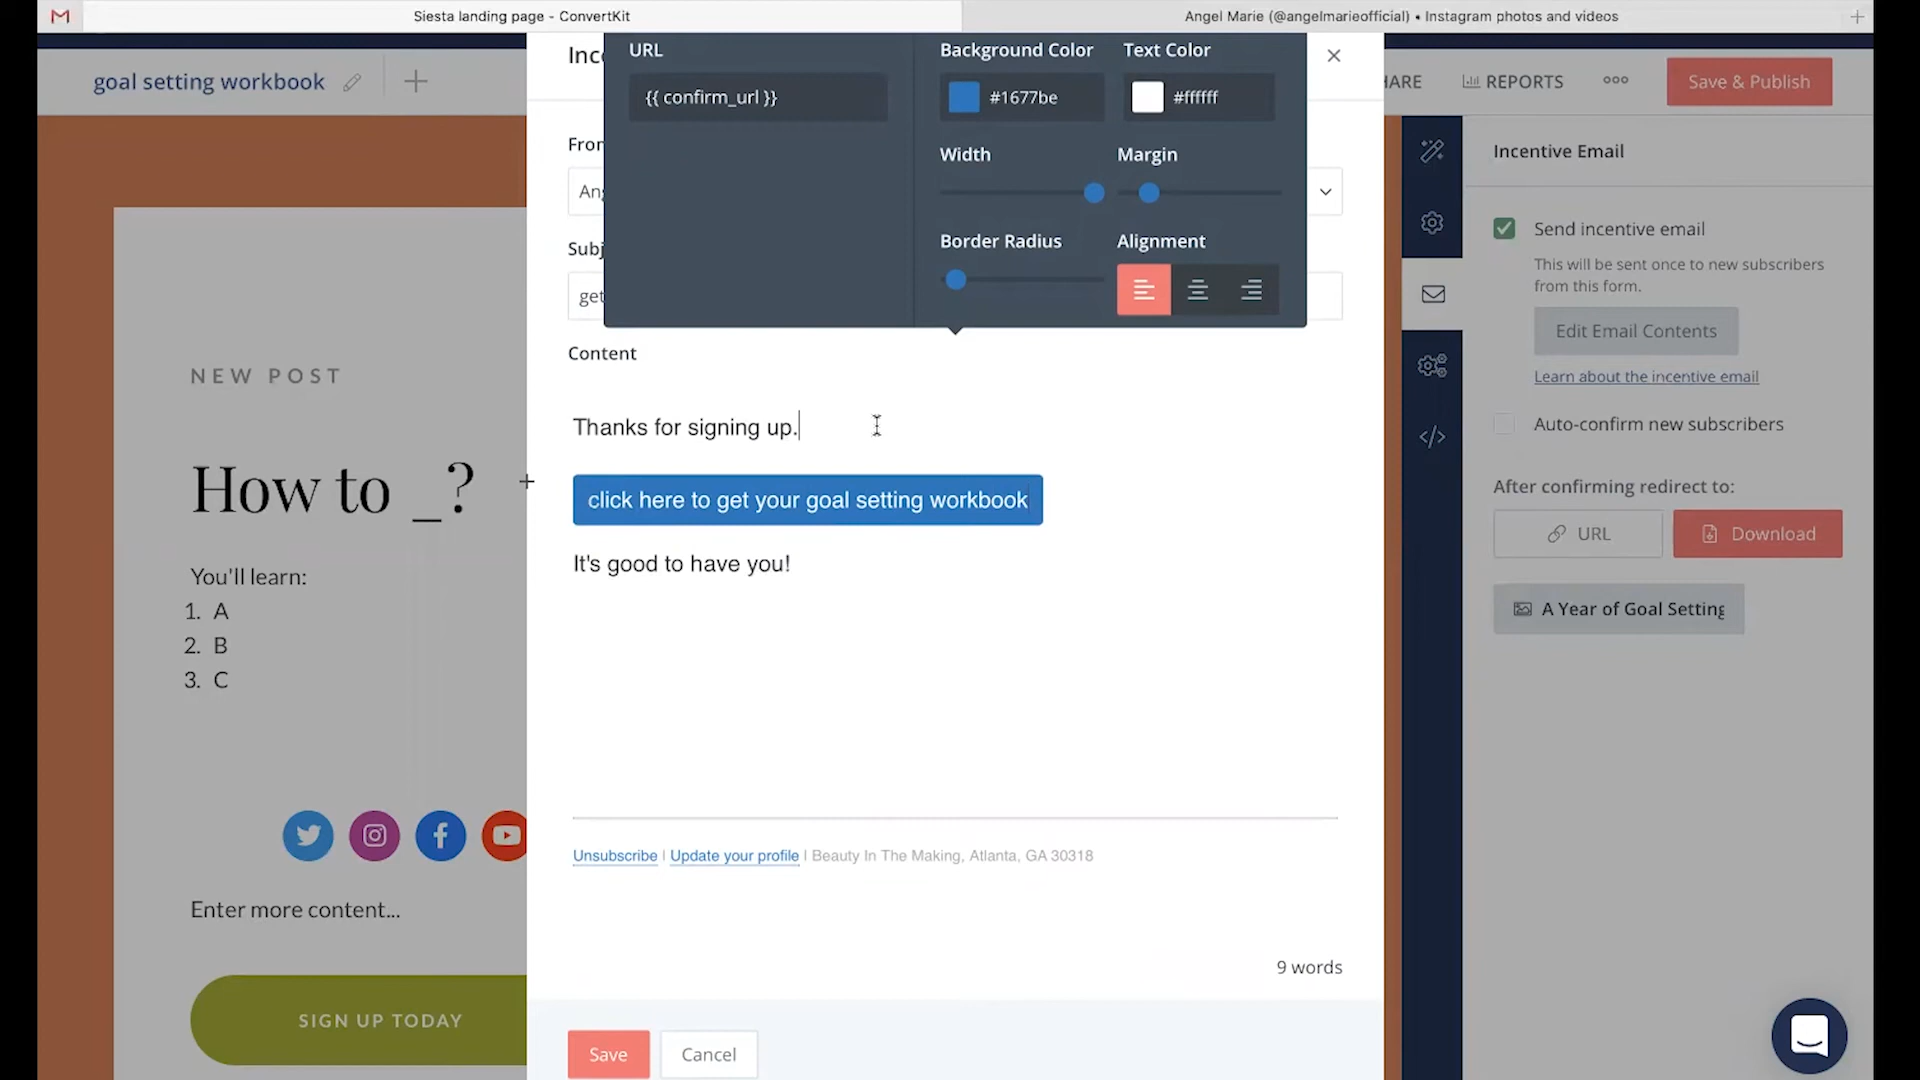 Siesta landing page - ConvertKit
Angel Marie (@angelmarieofficial) • Instagram photos and videos
goal setting workbook
REPORTS
Save & Publish
URL
{{ confirm_url }}
Background Color
#1677be
Text Color
#ffffff
Width
Margin
Border Radius
Alignment
Content
Thanks for signing up.
click here to get your goal setting workbook
It's good to have you!
Unsubscribe | Update your profile | Beauty In The Making, Atlanta, GA 30318
9 words
Save
Cancel
NEW POST
How to _?
You'll learn:
1. A
2. B
3. C
Enter more content...
SIGN UP TODAY
Incentive Email
Send incentive email
This will be sent once to new subscribers
from this form.
Edit Email Contents
Learn about the incentive email
Auto-confirm new subscribers
After confirming redirect to:
URL
Download
A Year of Goal Setting